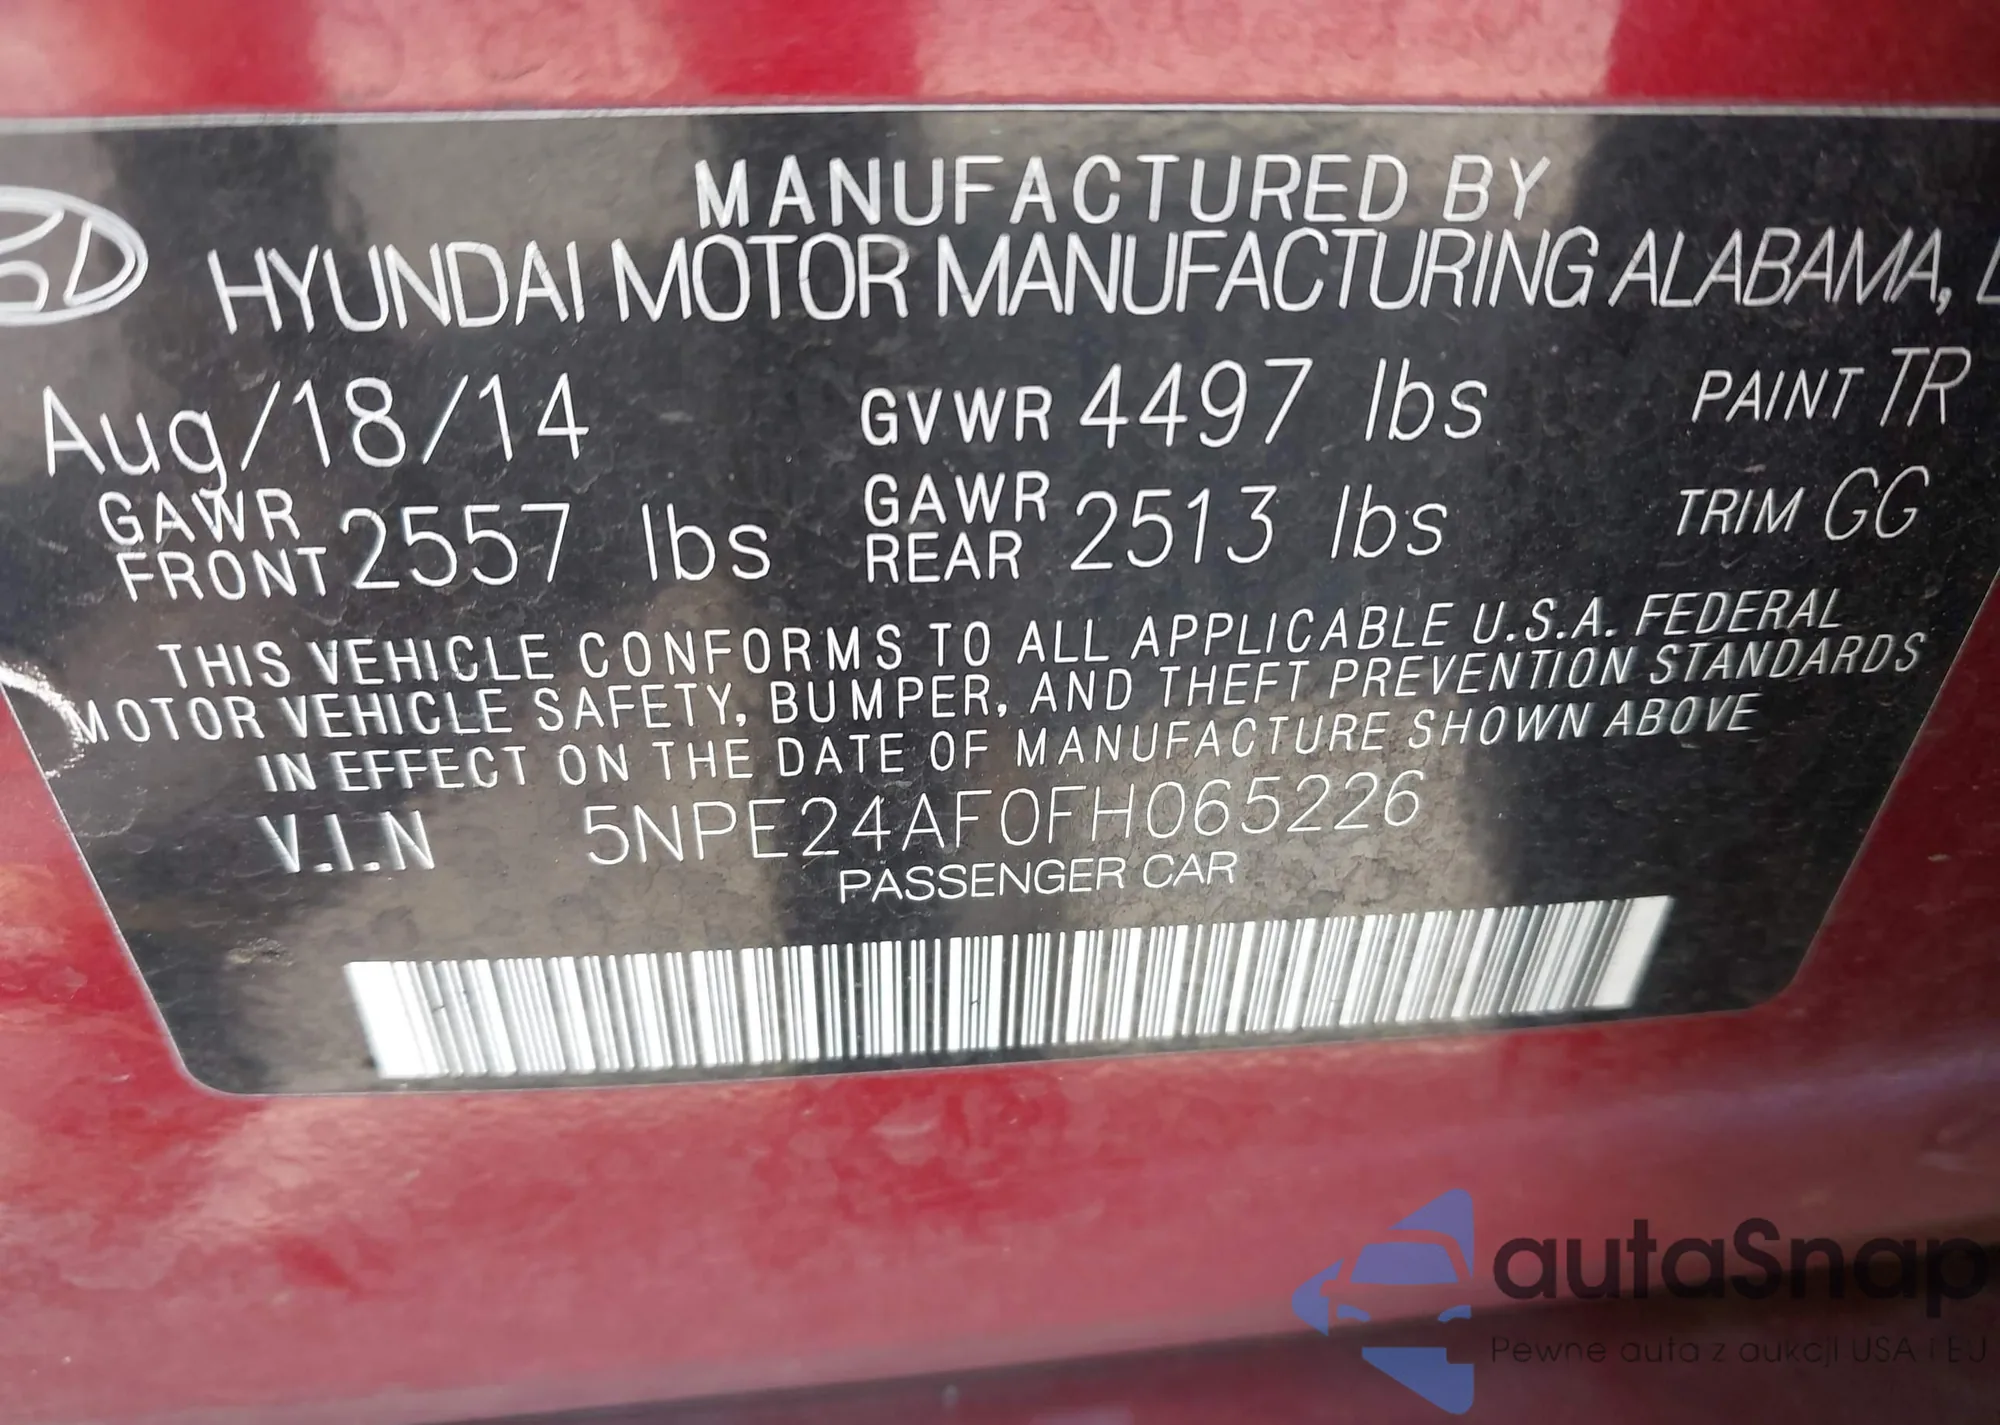 MANUFACTURED BY
HYUNDAI MOTOR MANUFACTURING ALABAMA,
Aug/18/14 GVWR 4497 lbs PAINT TR
GAWR FRONT 2557 lbs GAWR REAR 2513 lbs TRIM GG
THIS VEHICLE CONFORMS TO ALL APPLICABLE U.S.A. FEDERAL
MOTOR VEHICLE SAFETY, BUMPER, AND THEFT PREVENTION STANDARDS
IN EFFECT ON THE DATE OF MANUFACTURE SHOWN ABOVE
V.I.N 5NPE24AF0FH065226
PASSENGER CAR
autaSnap
Pewne auta z aukcji USA i EU